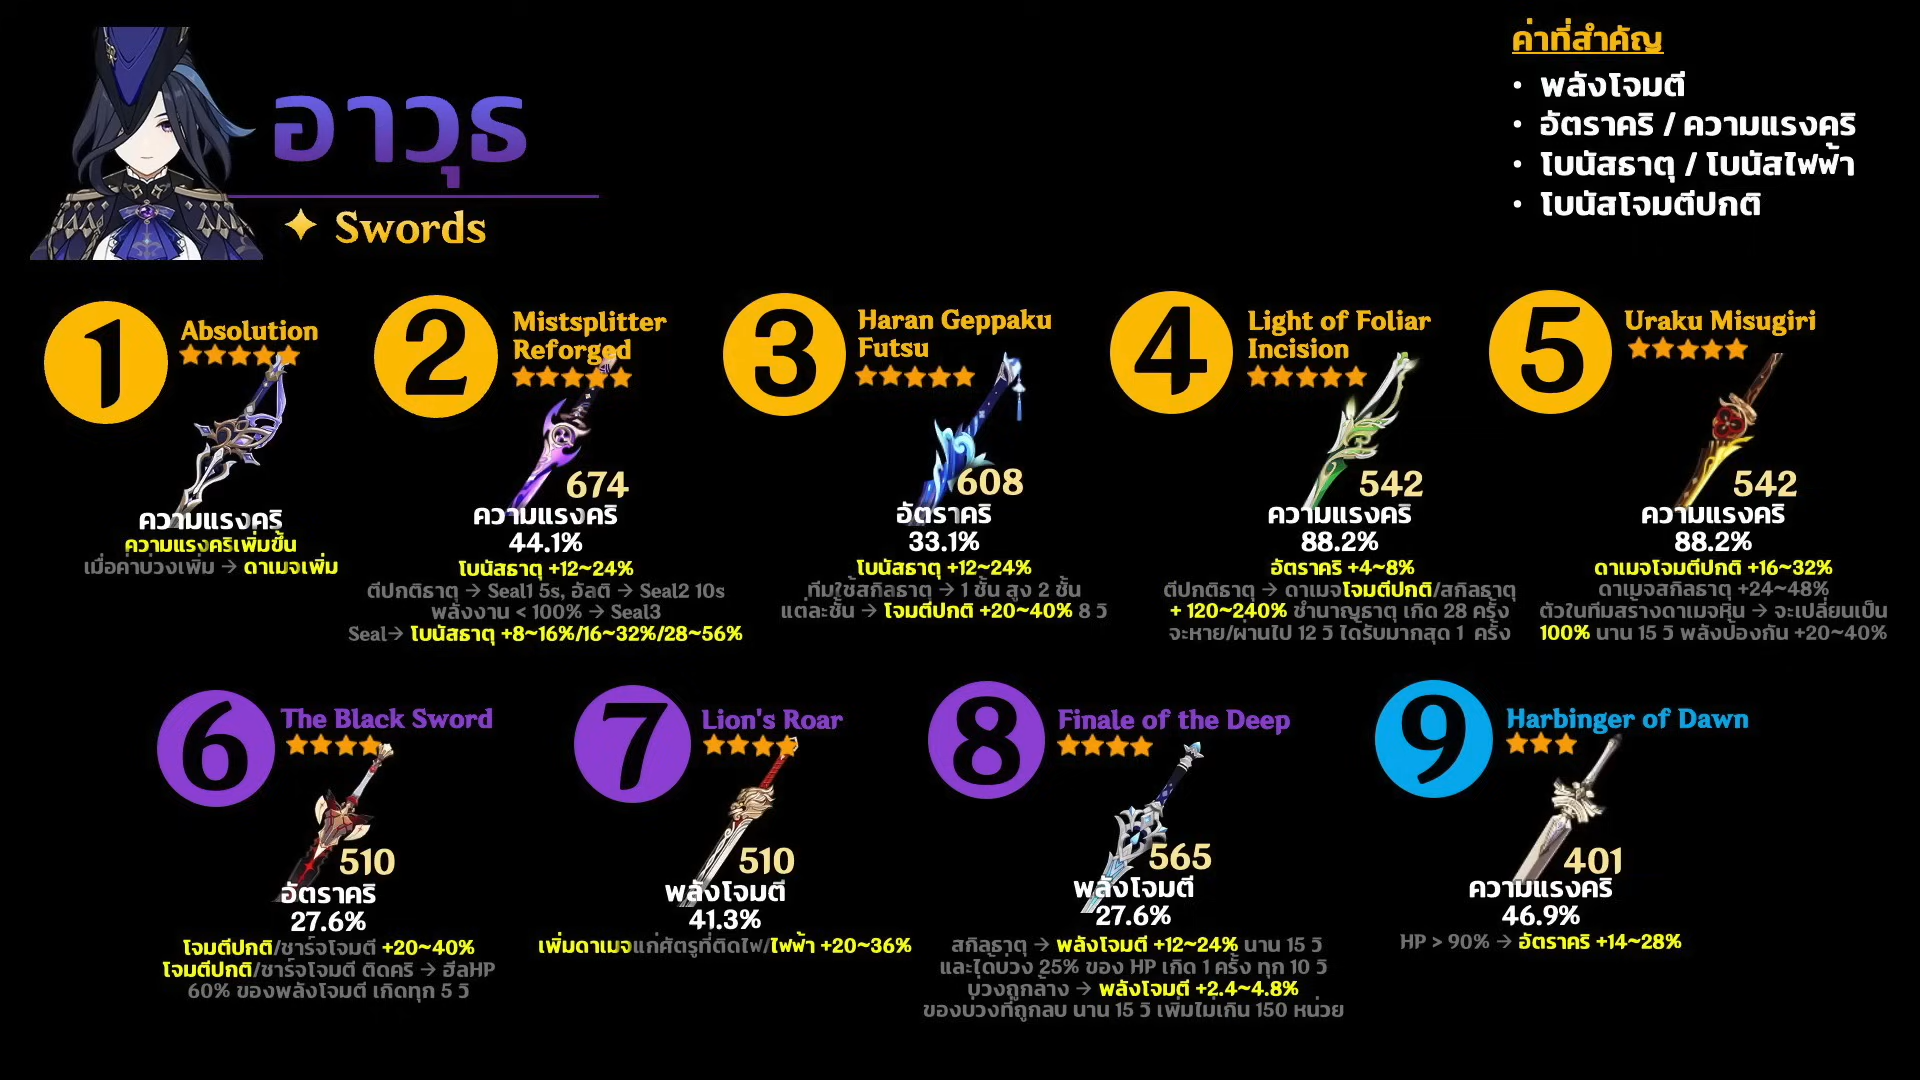 อาวุธ
Swords
ค่าที่สำคัญ
• พลังโจมตี
• อัตราคริ / ความแรงคริ
• โบนัสธาตุ / โบนัสไฟฟ้า
• โบนัสโจมตีปกติ
1
Absolution
ความแรงคริ
ความแรงคริเพิ่มขึ้น
เมื่อค่าบ่วงเพิ่ม → ดาเมจเพิ่ม
2
Mistsplitter
Reforged
674
ความแรงคริ
44.1%
โบนัสธาตุ +12~24%
ตีปกติธาตุ → Seal1 5s, อัลติ → Seal2 10s
พลังงาน < 100% → Seal3
Seal→ โบนัสธาตุ +8~16%/16~32%/28~56%
3
Haran Geppaku
Futsu
608
อัตราคริ
33.1%
โบนัสธาตุ +12~24%
ทีมใช้สกิลธาตุ → 1 ชั้น สูง 2 ชั้น
แต่ละชั้น → โจมตีปกติ +20~40% 8 วิ
4
Light of Foliar
Incision
542
ความแรงคริ
88.2%
อัตราคริ +4~8%
ตีปกติธาตุ → ดาเมจโจมตีปกติ/สกิลธาตุ
+ 120~240% ชำนาญธาตุ เกิด 28 ครั้ง
จะหาย/ผ่านไป 12 วิ ได้รับมากสุด 1 ครั้ง
5
Uraku Misugiri
542
ความแรงคริ
88.2%
ดาเมจโจมตีปกติ +16~32%
ดาเมจสกิลธาตุ +24~48%
ตัวในทีมสร้างดาเมจหิน → จะเปลี่ยนเป็น
100% นาน 15 วิ พลังป้องกัน +20~40%
6
The Black Sword
510
อัตราคริ
27.6%
โจมตีปกติ/ชาร์จโจมตี +20~40%
โจมตีปกติ/ชาร์จโจมตี ติดคริ → ฮีลHP
60% ของพลังโจมตี เกิดทุก 5 วิ
7
Lion's Roar
510
พลังโจมตี
41.3%
เพิ่มดาเมจแก่ศัตรูที่ติดไฟ/ไฟฟ้า +20~36%
8
Finale of the Deep
565
พลังโจมตี
27.6%
สกิลธาตุ → พลังโจมตี +12~24% นาน 15 วิ
และได้บ่วง 25% ของ HP เกิด 1 ครั้ง ทุก 10 วิ
บ่วงถูกล้าง → พลังโจมตี +2.4~4.8%
ของบ่วงที่ถูกลบ นาน 15 วิ เพิ่มไม่เกิน 150 หน่วย
9
Harbinger of Dawn
401
ความแรงคริ
46.9%
HP > 90% → อัตราคริ +14~28%